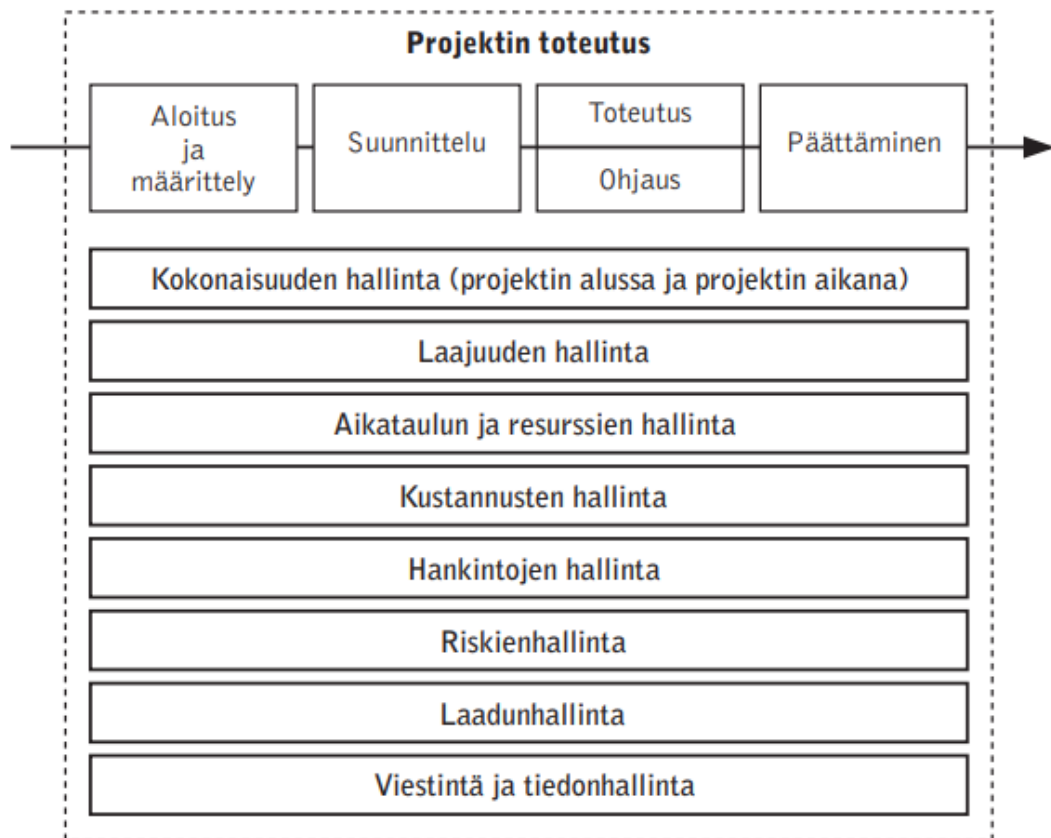 Projektin toteutus
Aloitus
ja
määrittely
Suunnittelu
Toteutus
Ohjaus
Päättäminen
Kokonaisuuden hallinta (projektin alussa ja projektin aikana)
Laajuuden hallinta
Aikataulun ja resurssien hallinta
Kustannusten hallinta
Hankintojen hallinta
Riskienhallinta
Laadunhallinta
Viestintä ja tiedonhallinta